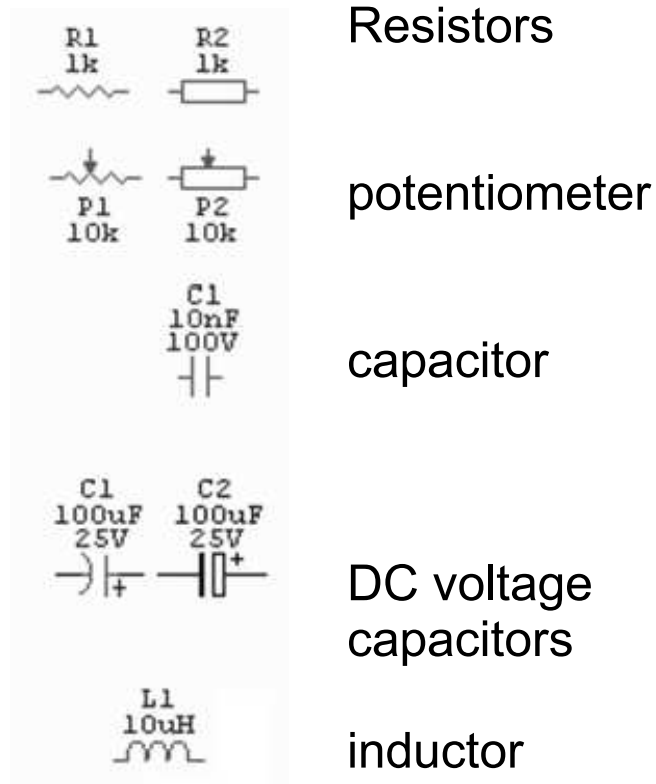 R1 R2 Resistors
1k 1k
P1 P2 potentiometer
10k 10k
C1
10nF
100V
capacitor
C1 C2
100uF 100uF
25V 25V
+ +
DC voltage
capacitors
L1
10uH
inductor